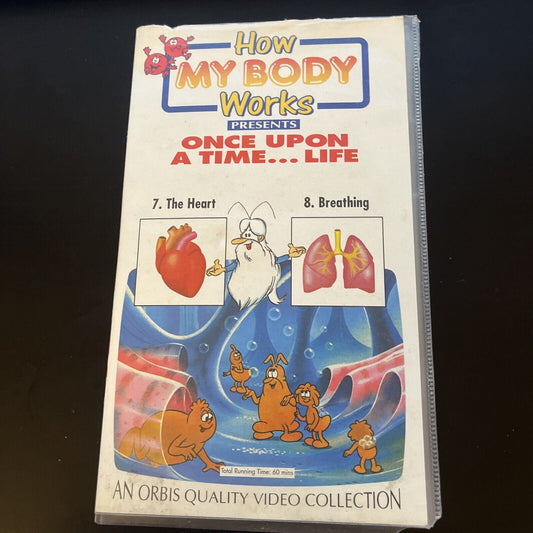 How
MY BODY
Works
PRESENTS
ONCE UPON
A TIME... LIFE
7. The Heart
8. Breathing
Total Running Time: 60 mins
AN ORBIS QUALITY VIDEO COLLECTION